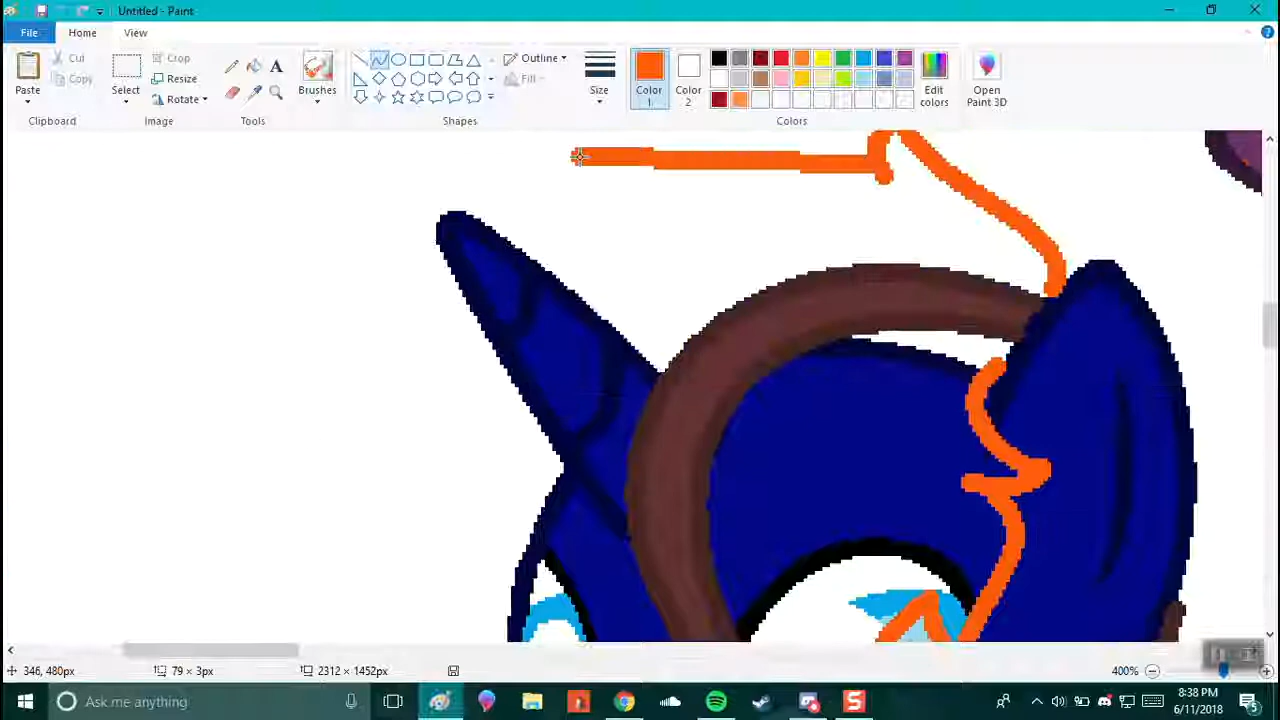 Untitled - Paint
File Home View
Paste
Cut
Copy
Clipboard
Select
Crop
Resize
Rotate
Image
A
Tools
Brushes
Outline
Fill
Shapes
Size
Color
1
Color
2
Edit
colors
Colors
Open
Paint 3D
346, 480px 79 × 3px 2312 × 1452px 400%
Ask me anything
8:38 PM
6/11/2018
5